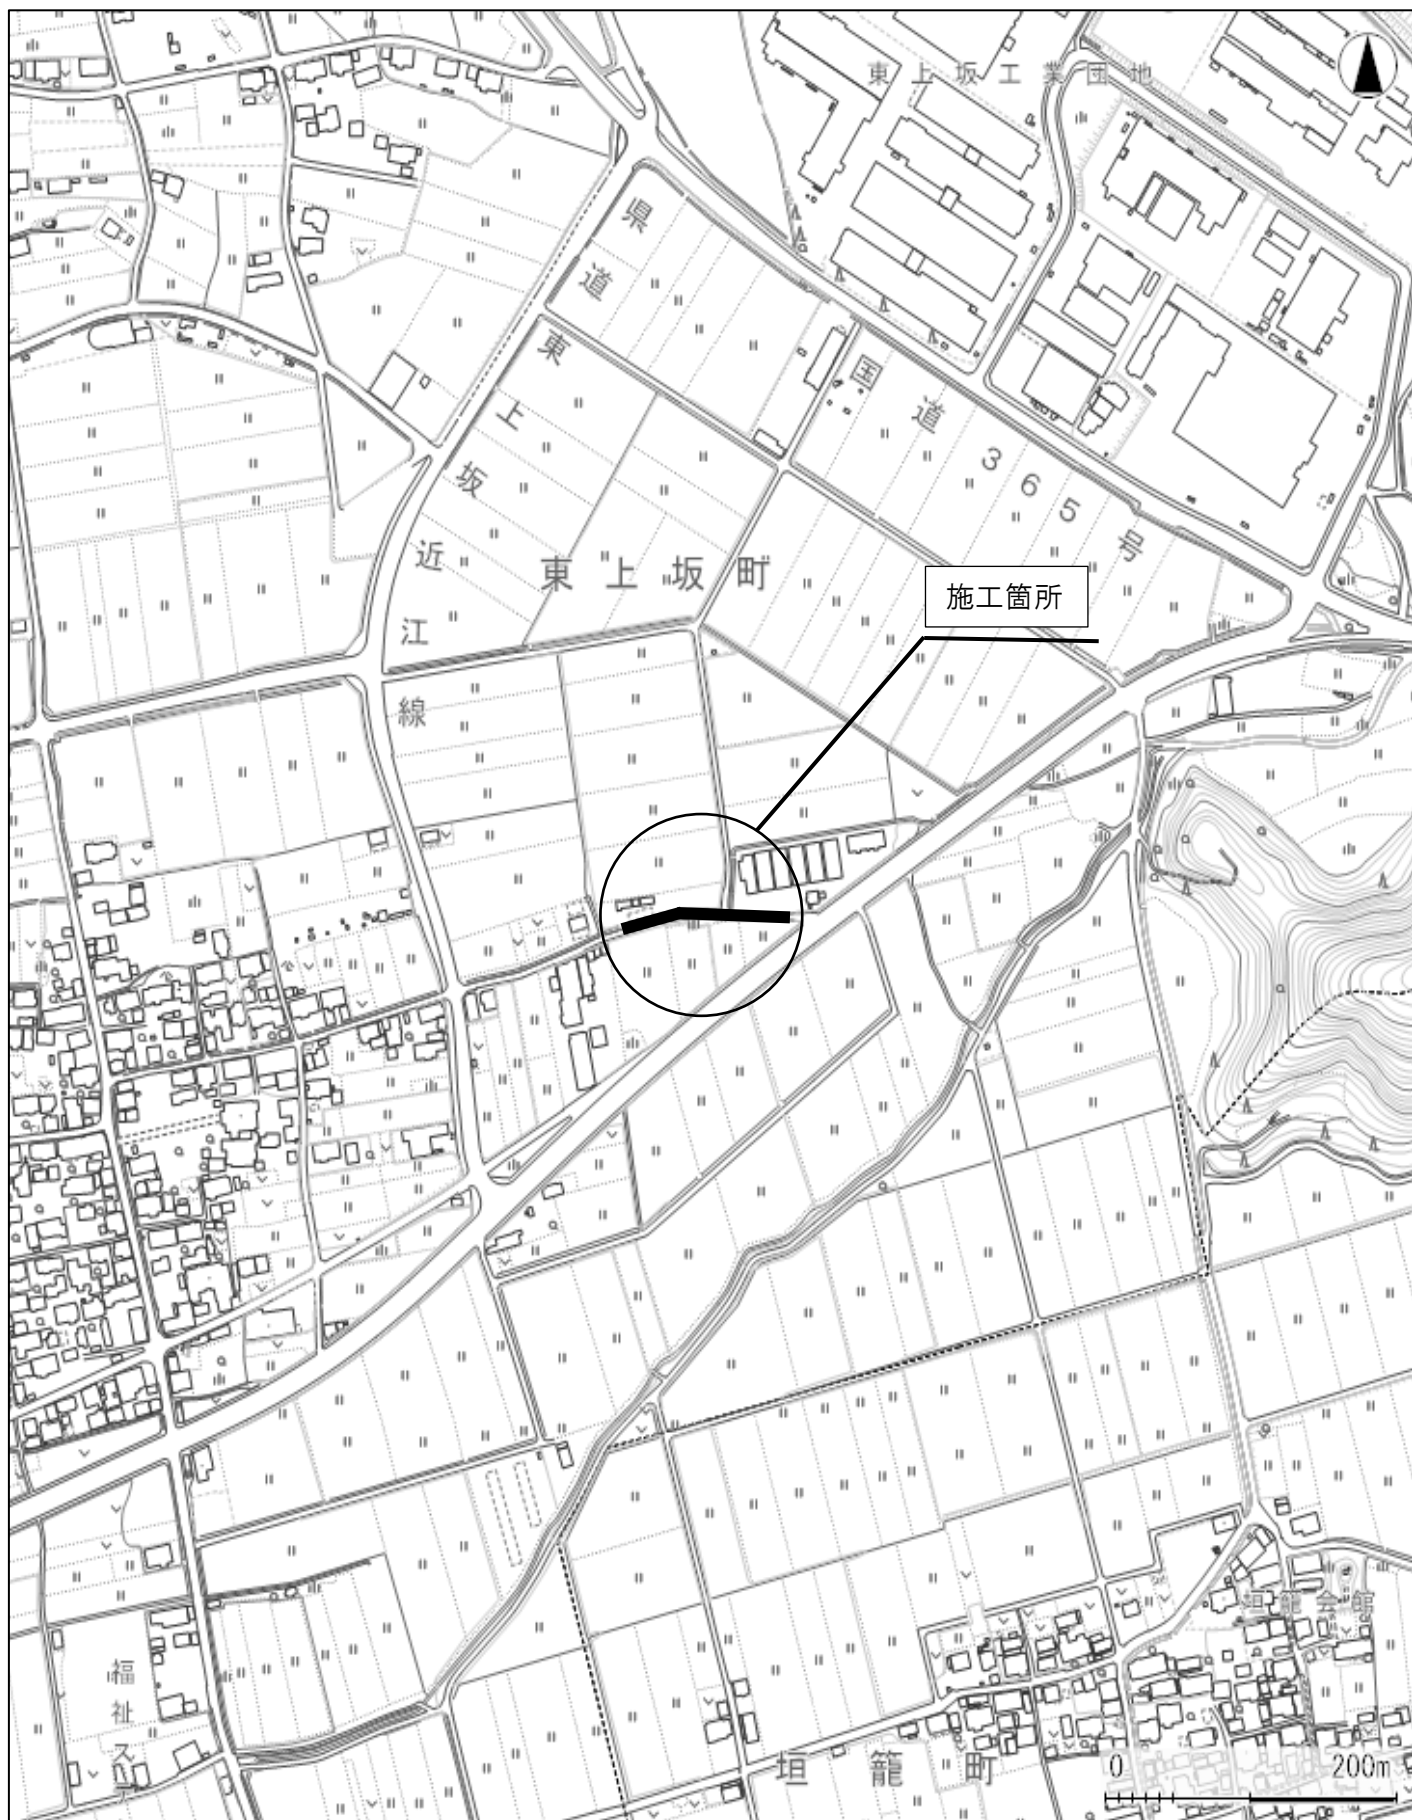 東上坂工業団地
県道東上坂近江線
国道365号
東上坂町
施工箇所
垣籠会館
福祉ス
垣籠町
0 200m